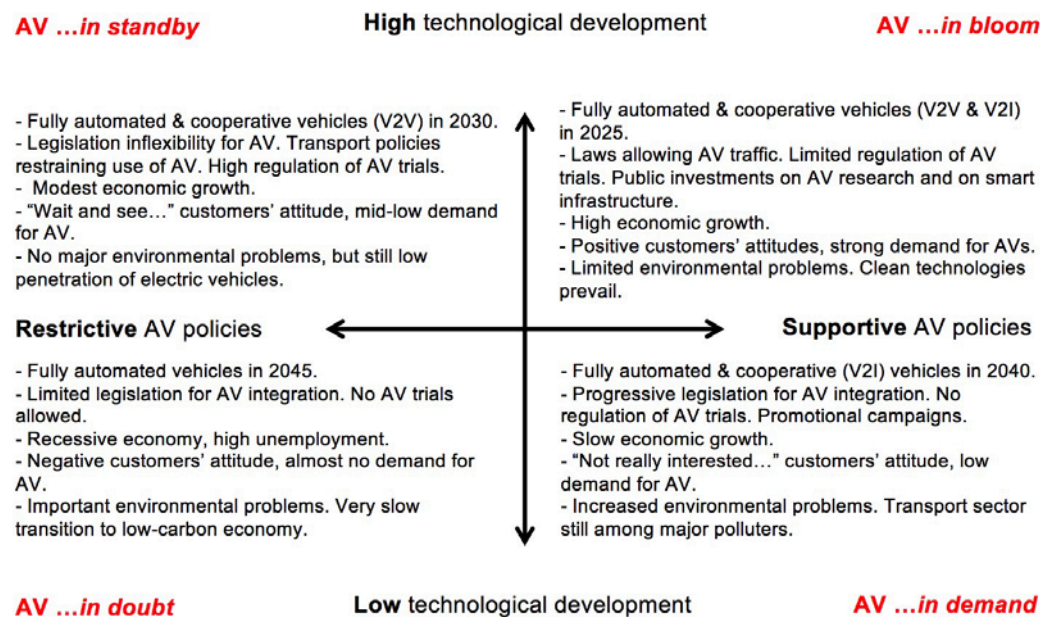 AV ...in standby
High technological development
AV ...in bloom
- Fully automated & cooperative vehicles (V2V) in 2030.
- Legislation inflexibility for AV. Transport policies
restraining use of AV. High regulation of AV trials.
-  Modest economic growth.
- “Wait and see…” customers’ attitude, mid-low demand
for AV.
- No major environmental problems, but still low
penetration of electric vehicles.
- Fully automated & cooperative vehicles (V2V & V2I)
in 2025.
- Laws allowing AV traffic. Limited regulation of AV
trials. Public investments on AV research and on smart
infrastructure.
- High economic growth.
- Positive customers’ attitudes, strong demand for AVs.
- Limited environmental problems. Clean technologies
prevail.
Restrictive AV policies
Supportive AV policies
- Fully automated vehicles in 2045.
- Limited legislation for AV integration. No AV trials
allowed.
- Recessive economy, high unemployment.
- Negative customers’ attitude, almost no demand for
AV.
- Important environmental problems. Very slow
transition to low-carbon economy.
- Fully automated & cooperative (V2I) vehicles in 2040.
- Progressive legislation for AV integration. No
regulation of AV trials. Promotional campaigns.
- Slow economic growth.
- “Not really interested…” customers’ attitude, low
demand for AV.
- Increased environmental problems. Transport sector
still among major polluters.
AV ...in doubt
Low technological development
AV ...in demand